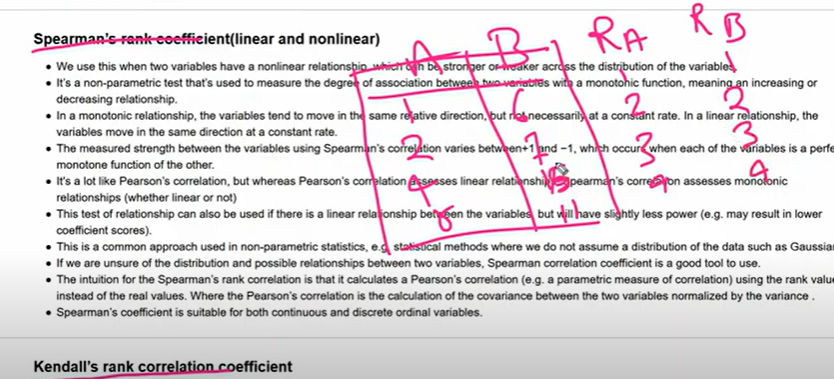 Spearman's rank coefficient(linear and nonlinear)
R A
R B
A
B
We use this when two variables have a nonlinear relationship, which can be stronger or weaker across the distribution of the variables.
It's a non-parametric test that's used to measure the degree of association between two variables with a monotonic function, meaning an increasing or
decreasing relationship.
In a monotonic relationship, the variables tend to move in the same relative direction, but not necessarily at a constant rate. In a linear relationship, the
variables move in the same direction at a constant rate.
The measured strength between the variables using Spearman's correlation varies between+1 and −1, which occurs when each of the variables is a perfe
monotone function of the other.
It's a lot like Pearson's correlation, but whereas Pearson's correlation assesses linear relationships, Spearman's correlation assesses monotonic
relationships (whether linear or not)
This test of relationship can also be used if there is a linear relationship between the variables, but will have slightly less power (e.g. may result in lower
coefficient scores).
This is a common approach used in non-parametric statistics, e.g. statistical methods where we do not assume a distribution of the data such as Gaussia
If we are unsure of the distribution and possible relationships between two variables, Spearman correlation coefficient is a good tool to use.
The intuition for the Spearman's rank correlation is that it calculates a Pearson's correlation (e.g. a parametric measure of correlation) using the rank value
instead of the real values. Where the Pearson's correlation is the calculation of the covariance between the two variables normalized by the variance .
Spearman's coefficient is suitable for both continuous and discrete ordinal variables.
1 6 1 1
2 7 2 2
4 3 3
11 4
Kendall's rank correlation coefficient